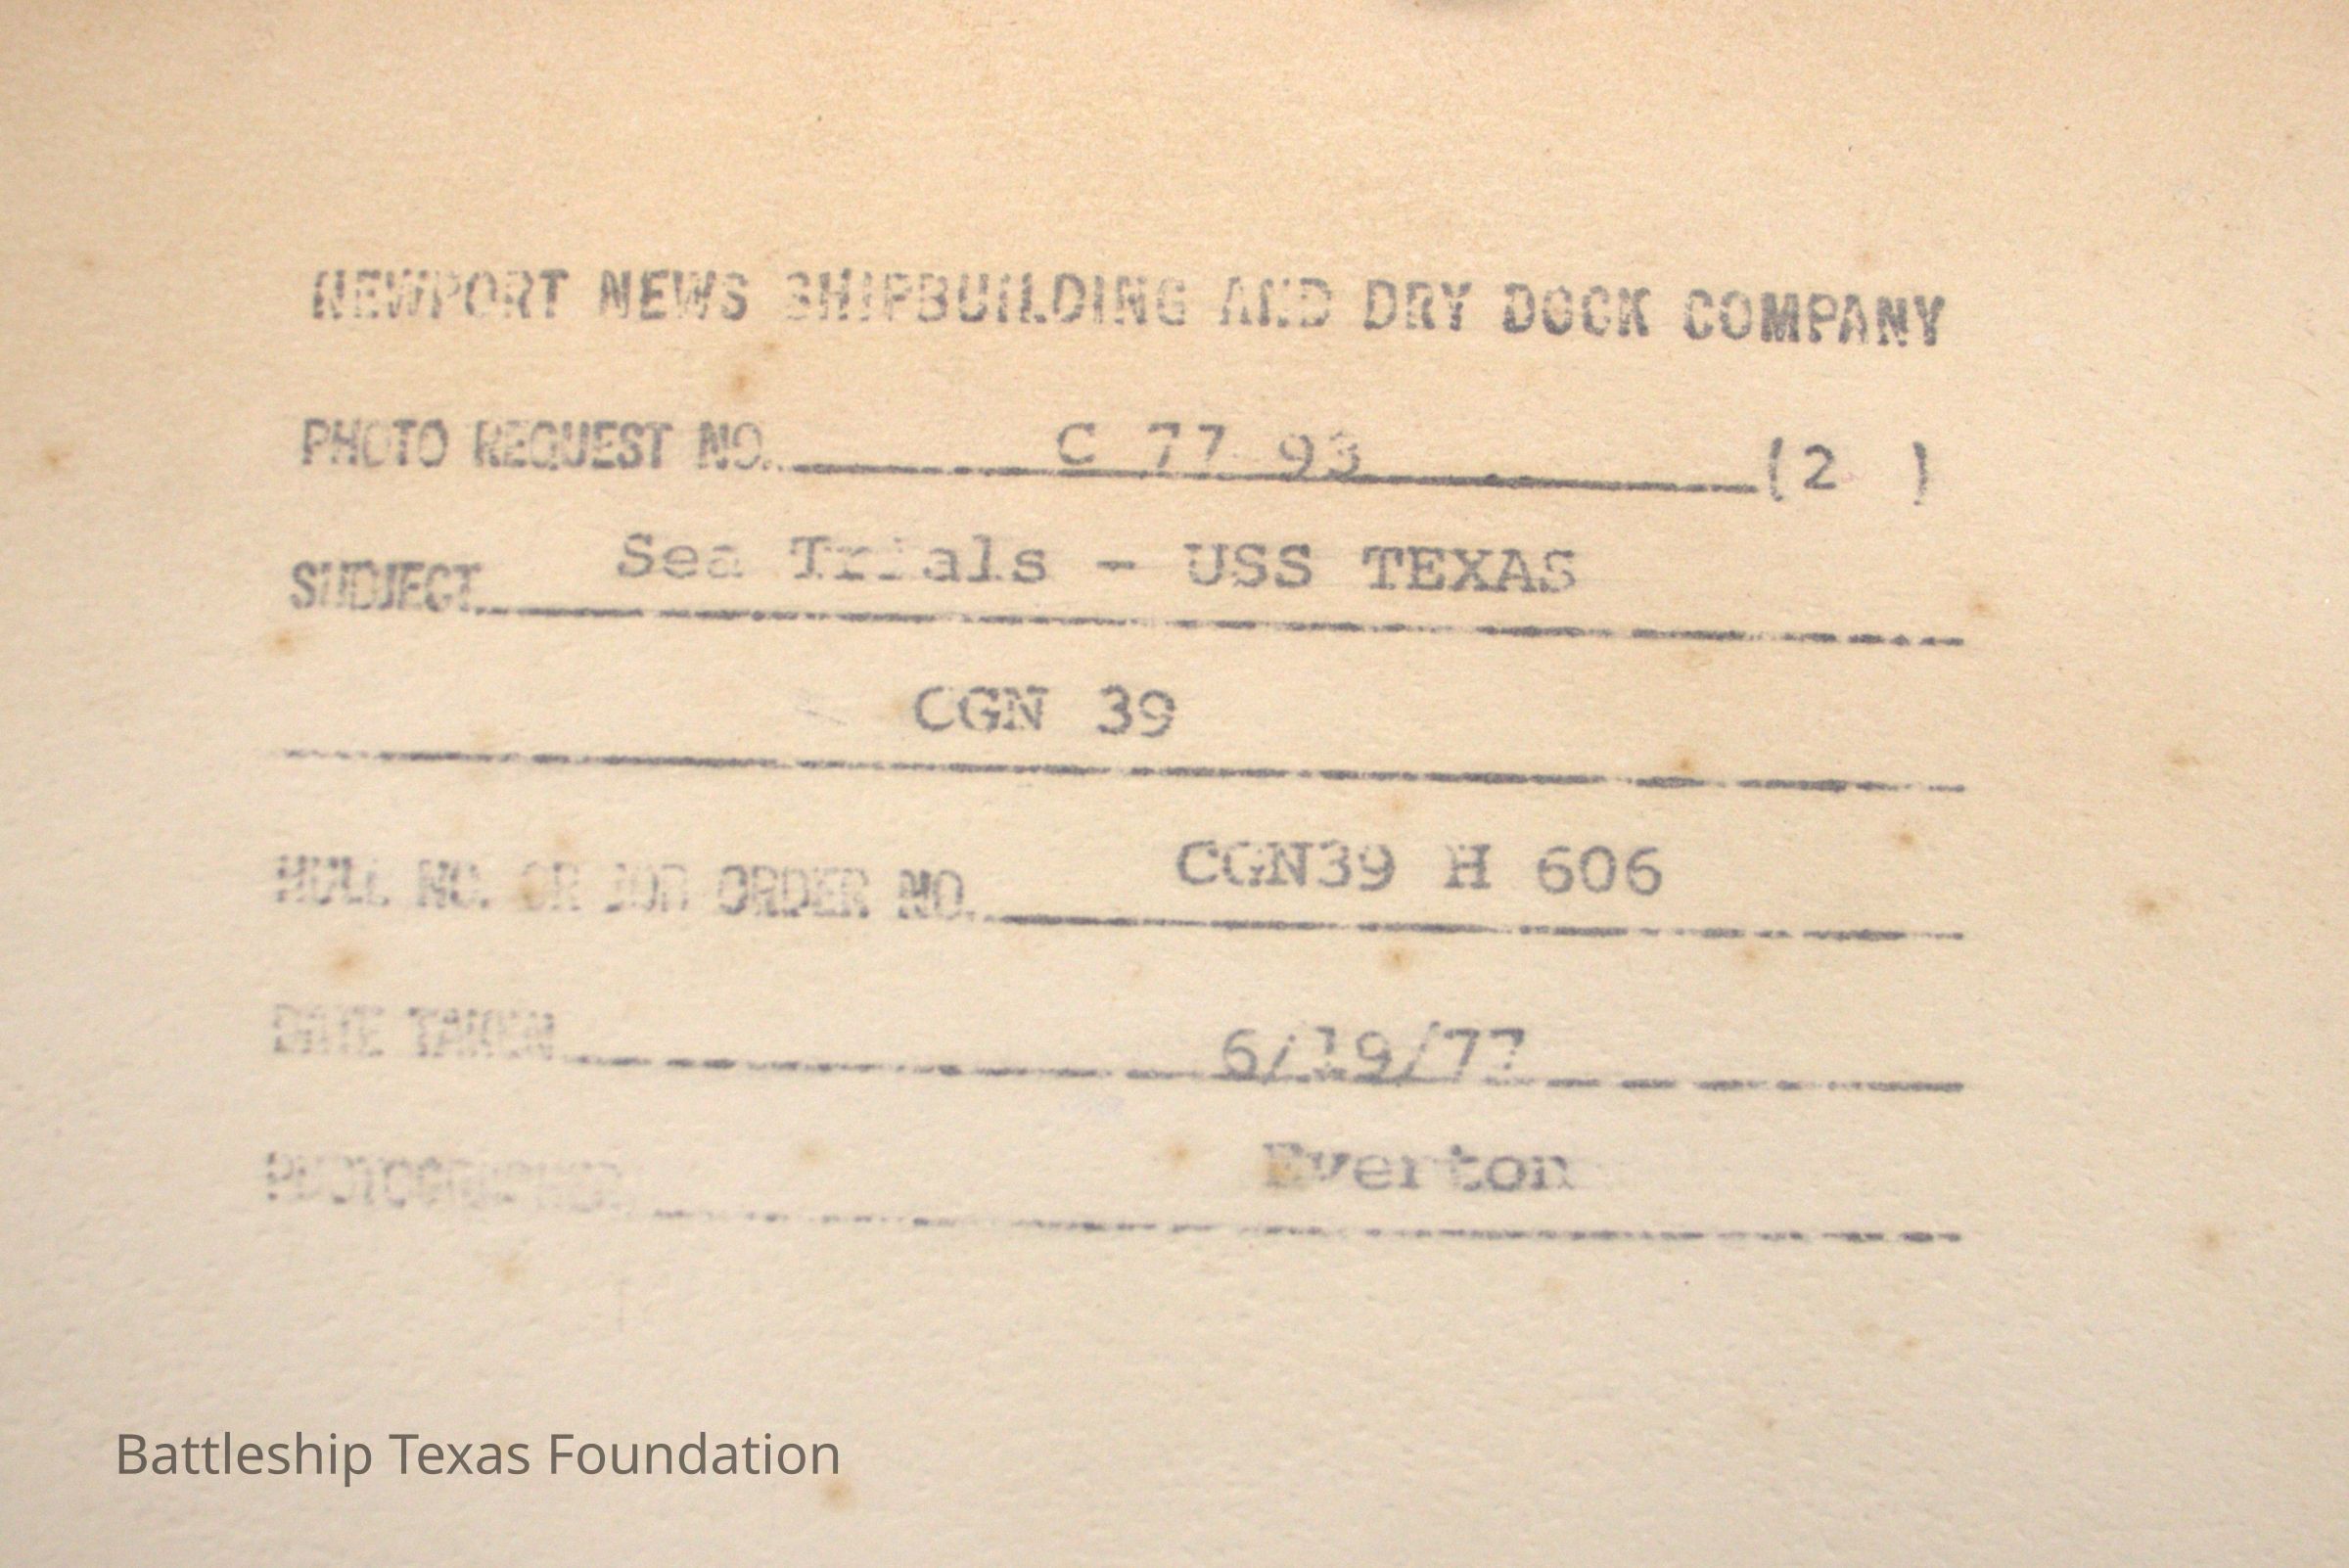 NEWPORT NEWS SHIPBUILDING AND DRY DOCK COMPANY
PHOTO REQUEST NO. C 77 93 (2 )
SUBJECT Sea Trials - USS TEXAS
CGN 39
HULL NO. OR JOB ORDER NO. CGN39 H 606
DATE TAKEN 6/19/77
PHOTOGRAPHER Everton
Battleship Texas Foundation